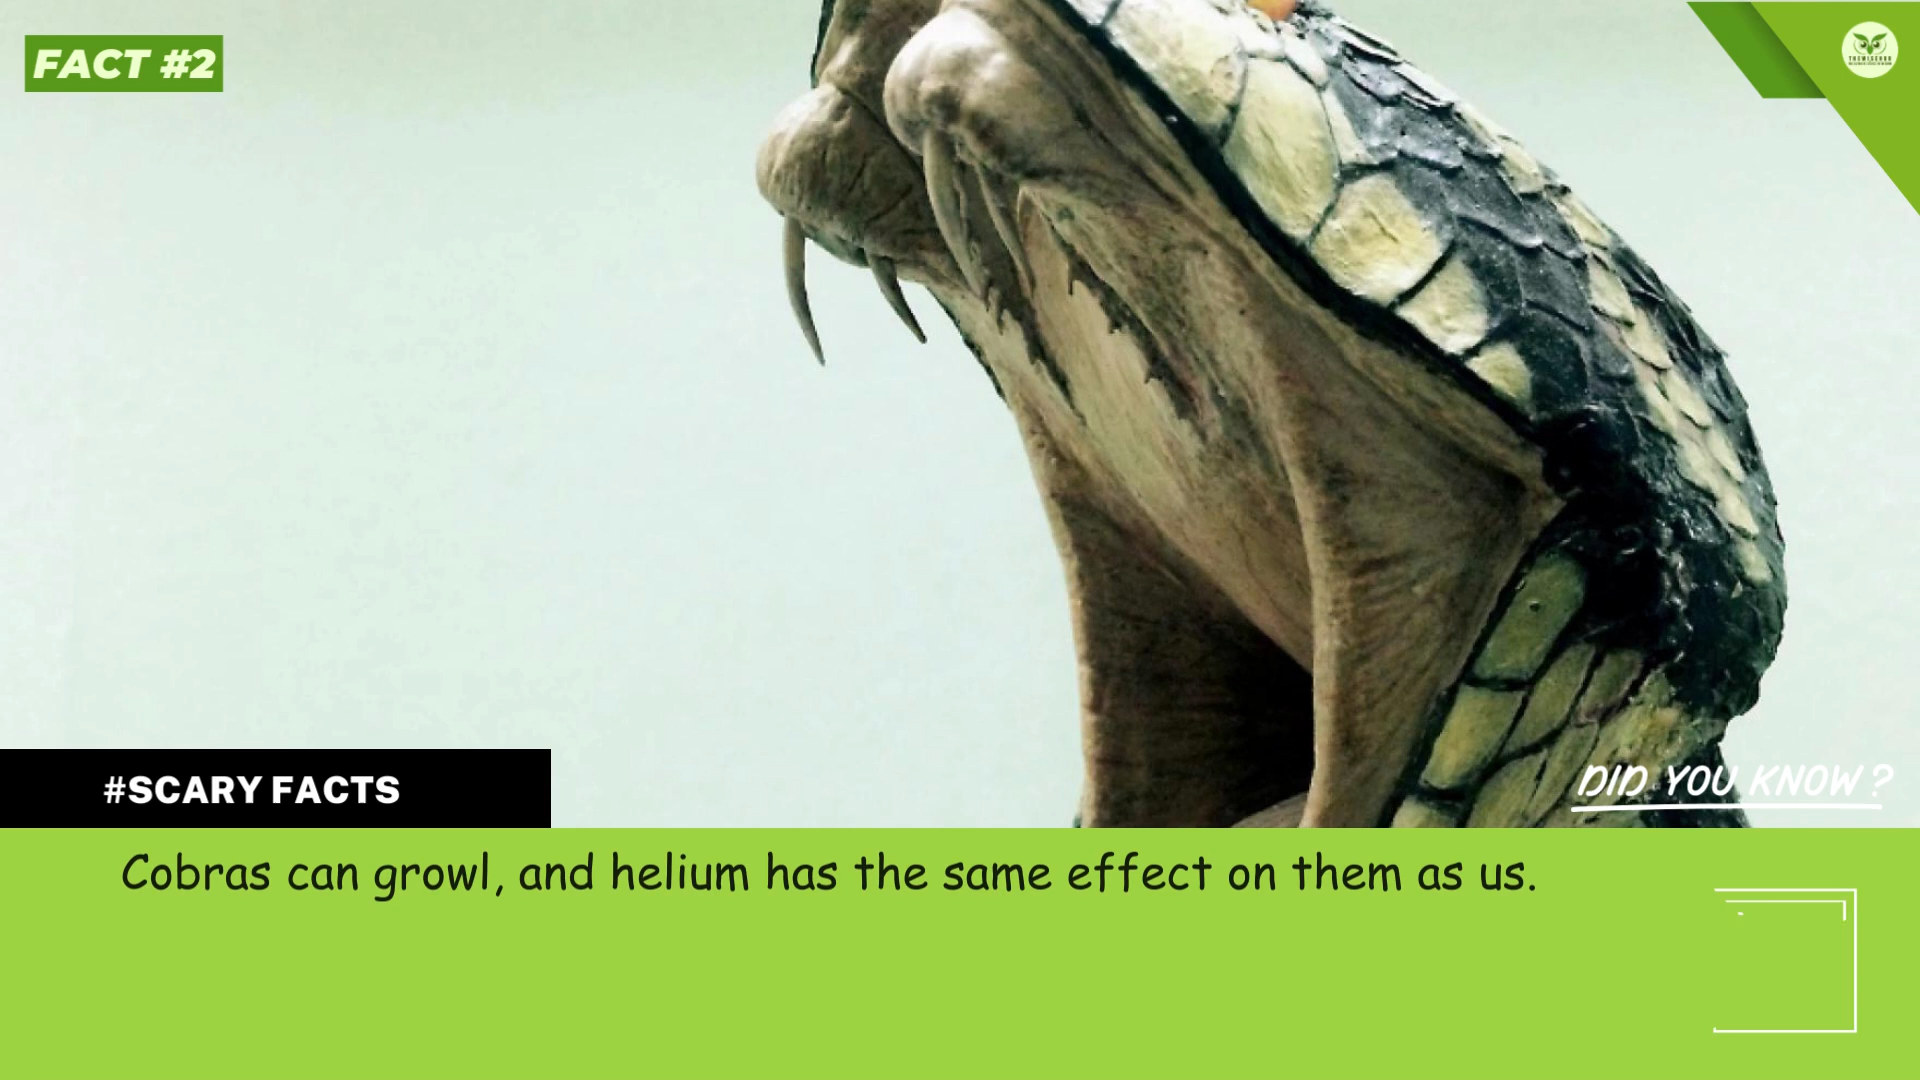 FACT #2
THEWISEHOO
#SCARY FACTS
DID YOU KNOW?
Cobras can growl, and helium has the same effect on them as us.